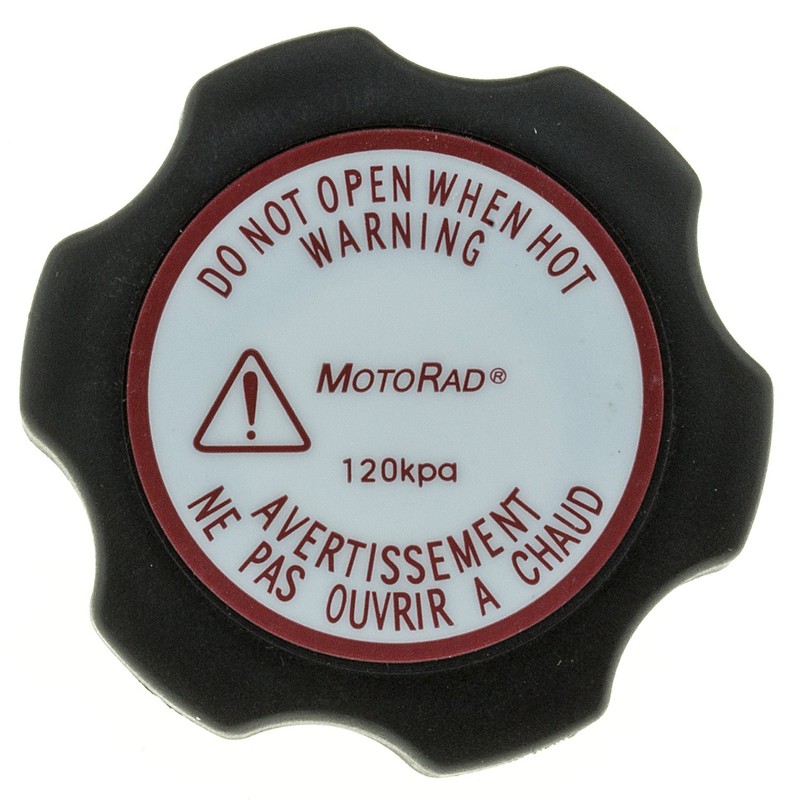 DO NOT OPEN WHEN HOT
WARNING
MOTORAD®
120kpa
AVERTISSEMENT
NE PAS OUVRIR A CHAUD